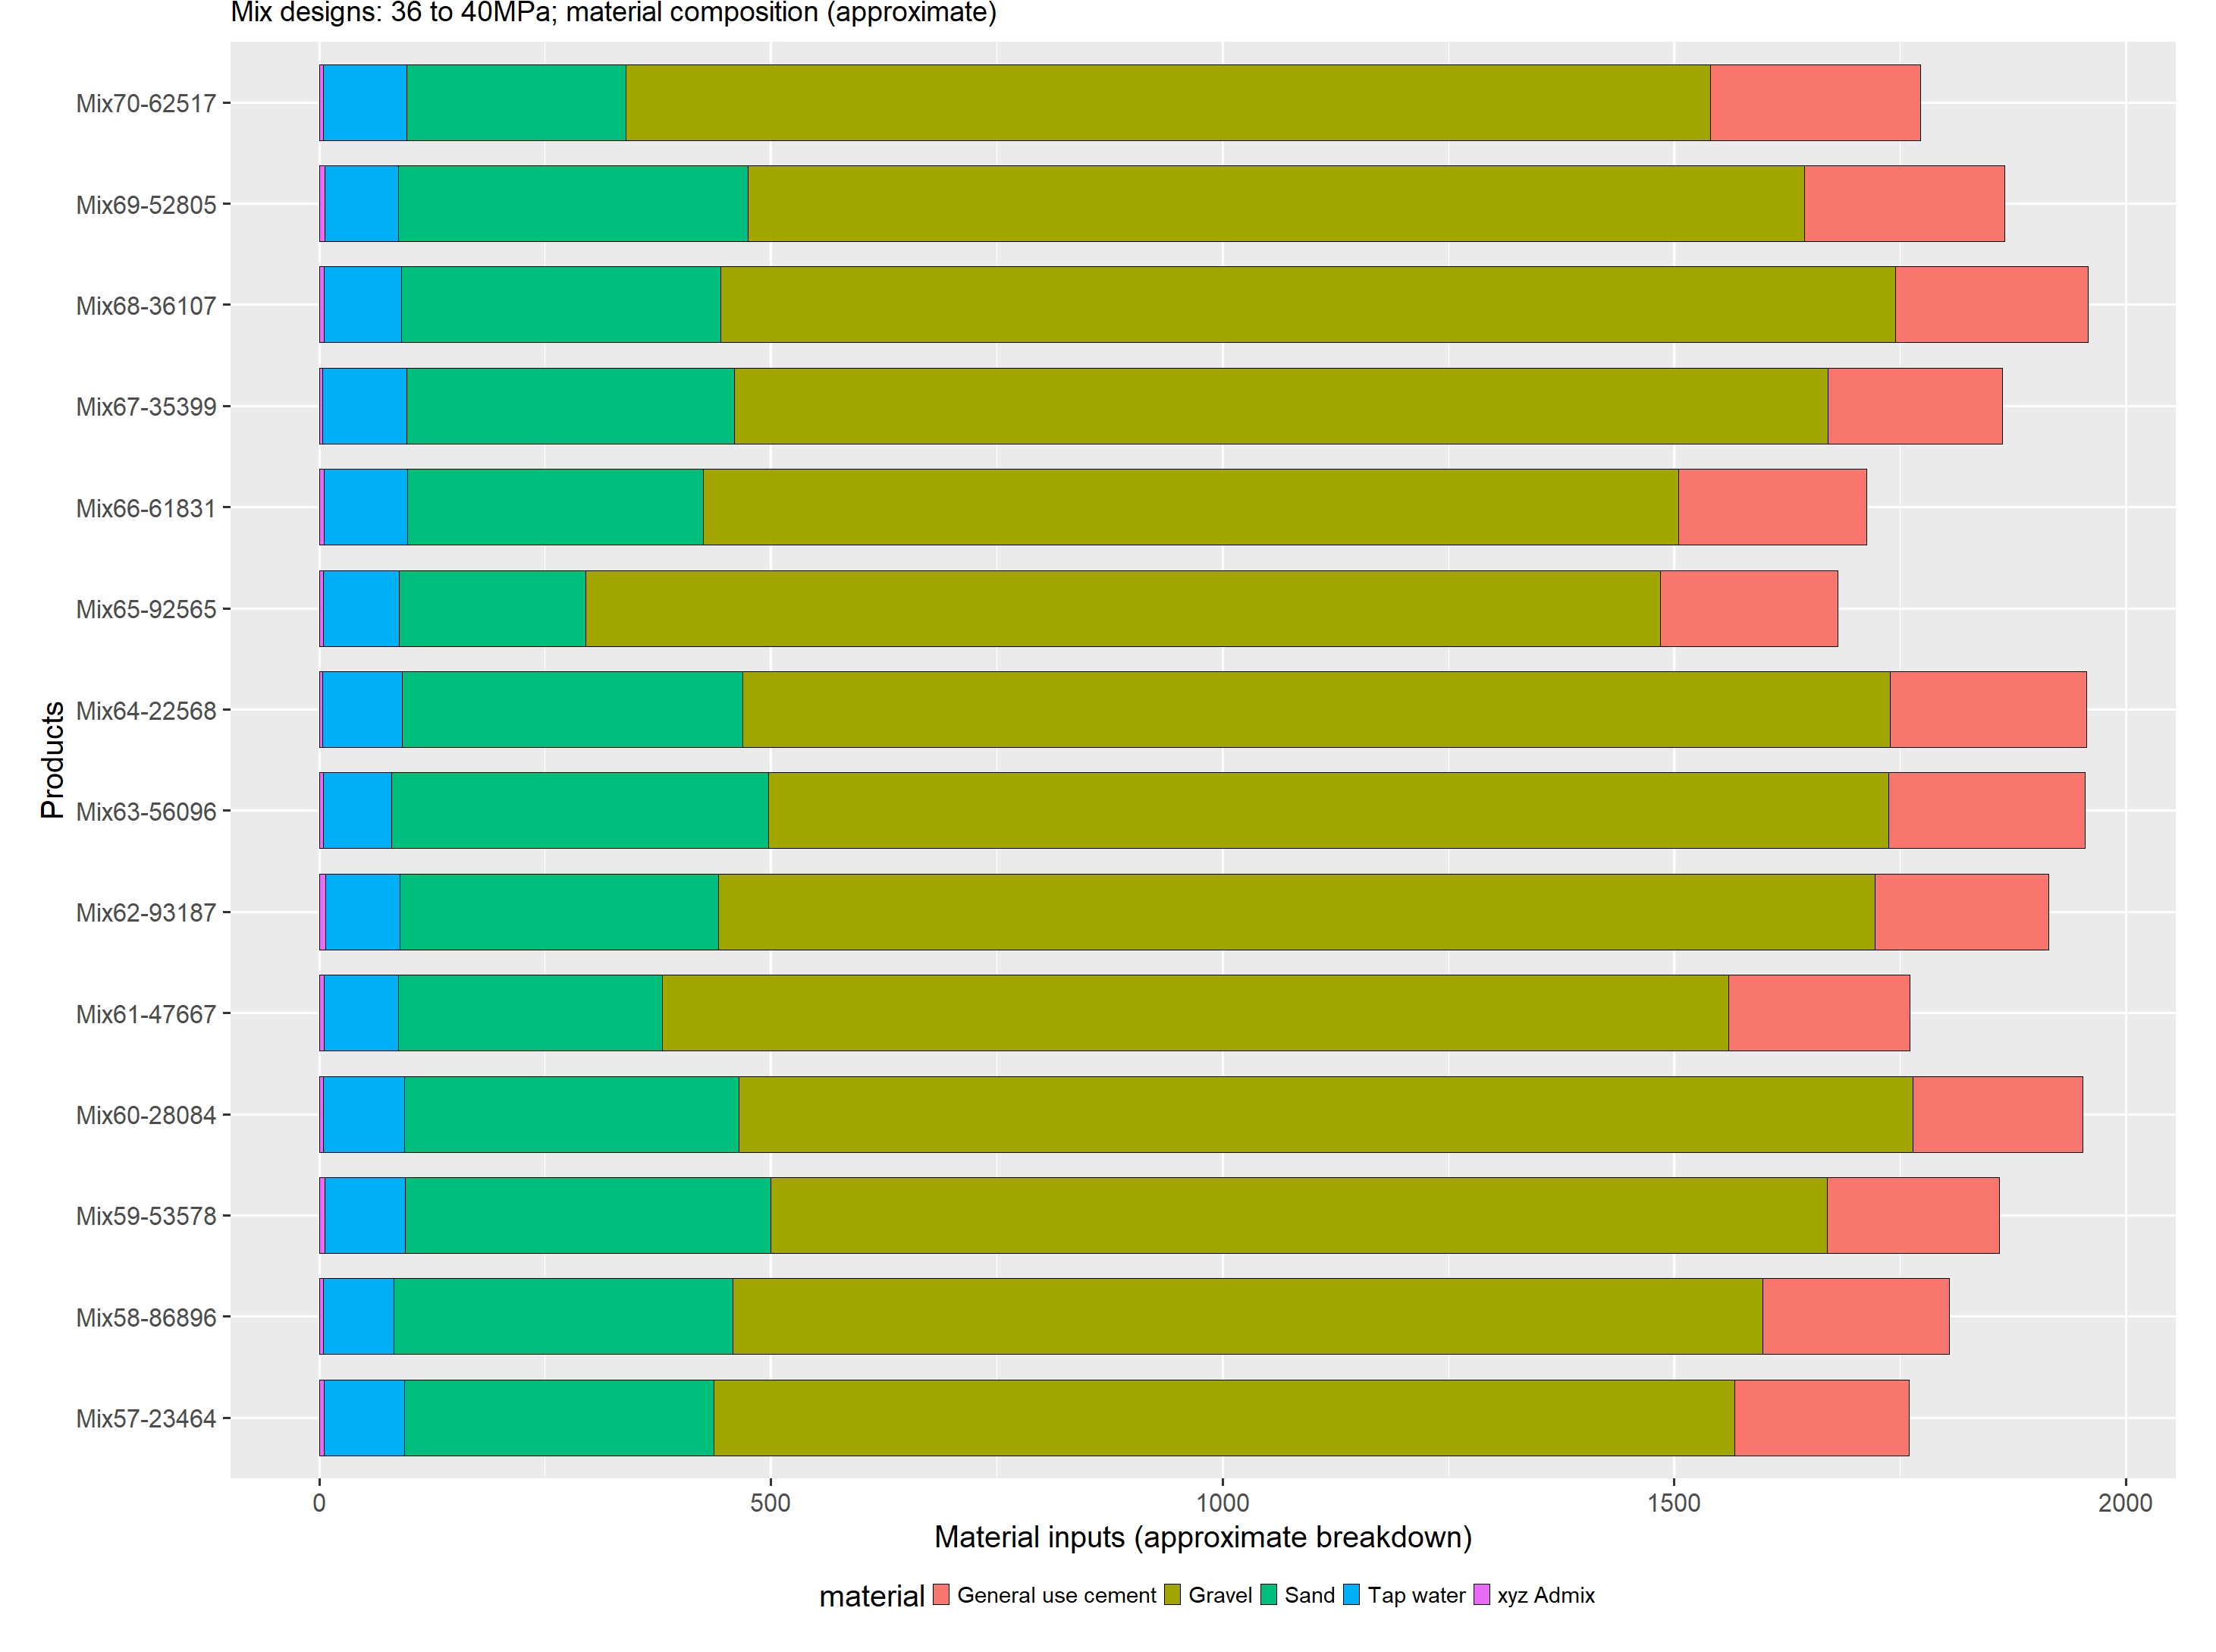 Mix designs: 36 to 40MPa; material composition (approximate)
Mix70-62517
Mix69-52805
Mix68-36107
Mix67-35399
Mix66-61831
Mix65-92565
Mix64-22568
Mix63-56096
Mix62-93187
Mix61-47667
Mix60-28084
Mix59-53578
Mix58-86896
Mix57-23464
Products
0 500 1000 1500 2000
Material inputs (approximate breakdown)
material General use cement Gravel Sand Tap water xyz Admix